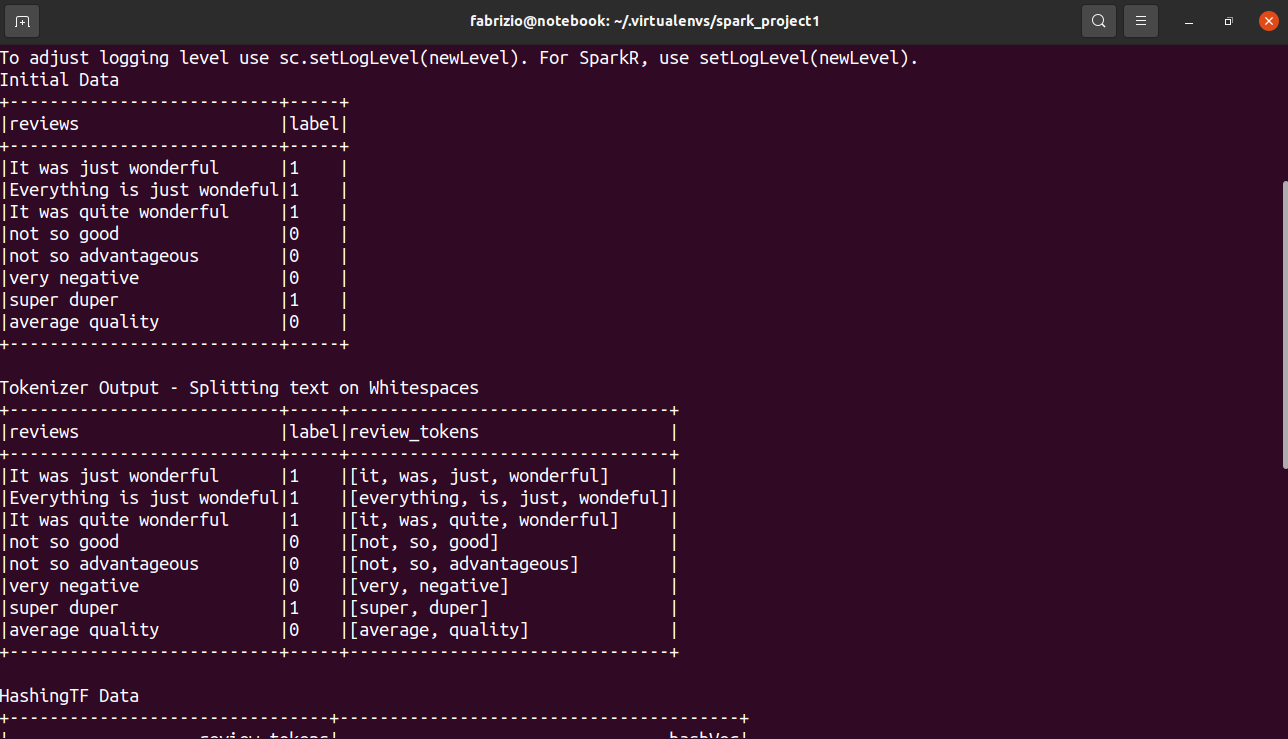 fabrizio@notebook: ~/.virtualenvs/spark_project1
To adjust logging level use sc.setLogLevel(newLevel). For SparkR, use setLogLevel(newLevel).
Initial Data
+---------------------------+-----+
|reviews                    |label|
+---------------------------+-----+
|It was just wonderful      |1    |
|Everything is just wondeful|1    |
|It was quite wonderful     |1    |
|not so good                |0    |
|not so advantageous        |0    |
|very negative              |0    |
|super duper                |1    |
|average quality            |0    |
+---------------------------+-----+

Tokenizer Output - Splitting text on Whitespaces
+---------------------------+-----+--------------------------------+
|reviews                    |label|review_tokens                   |
+---------------------------+-----+--------------------------------+
|It was just wonderful      |1    |[it, was, just, wonderful]      |
|Everything is just wondeful|1    |[everything, is, just, wondeful]|
|It was quite wonderful     |1    |[it, was, quite, wonderful]     |
|not so good                |0    |[not, so, good]                 |
|not so advantageous        |0    |[not, so, advantageous]         |
|very negative              |0    |[very, negative]                |
|super duper                |1    |[super, duper]                  |
|average quality            |0    |[average, quality]              |
+---------------------------+-----+--------------------------------+

HashingTF Data
+--------------------------------+----------------------------------------+
|                   review_tokens|                                 hashVec|